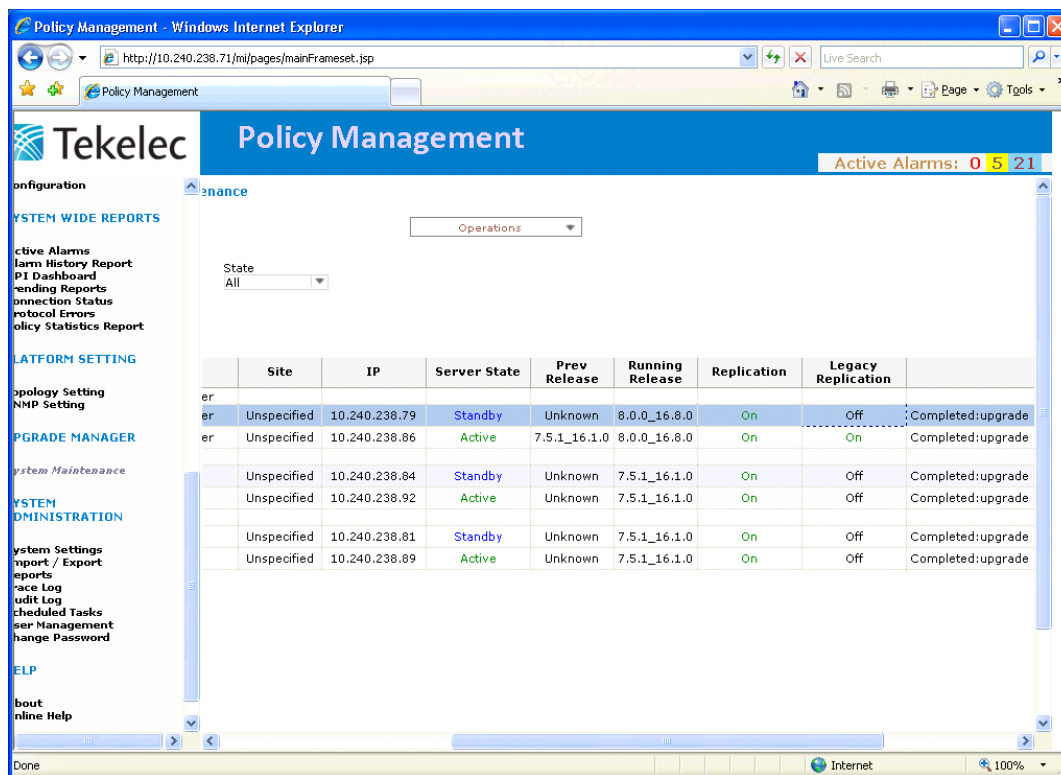 Policy Management - Windows Internet Explorer
http://10.240.238.71/mi/pages/mainFrameset.jsp
Live Search
Policy Management
Page
Tools
Tekelec
Policy Management
Active Alarms: 0 5 21
onfiguration
YSTEM WIDE REPORTS
ctive Alarms
larm History Report
PI Dashboard
rending Reports
onnection Status
rotocol Errors
olicy Statistics Report
LATFORM SETTING
opology Setting
NMP Setting
PGRADE MANAGER
ystem Maintenance
YSTEM
DMINISTRATION
ystem Settings
mport / Export
eports
race Log
udit Log
cheduled Tasks
ser Management
hange Password
ELP
bout
nline Help
enance
Operations
State
All
Site IP Server State Prev Release Running Release Replication Legacy Replication
er
er Unspecified 10.240.238.79 Standby Unknown 8.0.0_16.8.0 On Off Completed:upgrade
er Unspecified 10.240.238.86 Active 7.5.1_16.1.0 8.0.0_16.8.0 On On Completed:upgrade
Unspecified 10.240.238.84 Standby Unknown 7.5.1_16.1.0 On Off Completed:upgrade
Unspecified 10.240.238.92 Active Unknown 7.5.1_16.1.0 On Off Completed:upgrade
Unspecified 10.240.238.81 Standby Unknown 7.5.1_16.1.0 On Off Completed:upgrade
Unspecified 10.240.238.89 Active Unknown 7.5.1_16.1.0 On Off Completed:upgrade
Done
Internet
100%